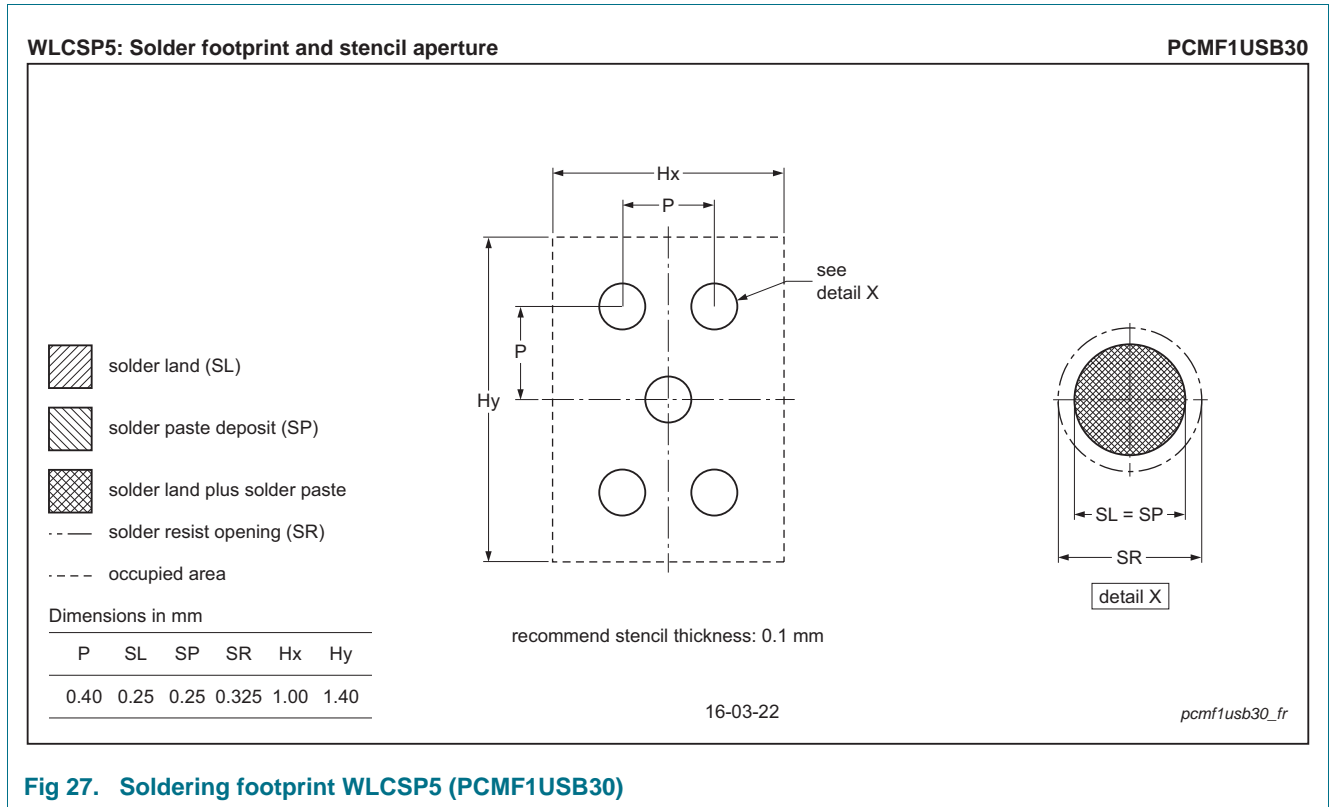 WLCSP5: Solder footprint and stencil aperture PCMF1USB30
Hx
P
see
detail X
P
Hy
solder land (SL)
solder paste deposit (SP)
solder land plus solder paste
solder resist opening (SR)
occupied area
SL = SP
SR
detail X
Dimensions in mm
P SL SP SR Hx Hy
0.40 0.25 0.25 0.325 1.00 1.40
recommend stencil thickness: 0.1 mm
16-03-22
pcmf1usb30_fr
Fig 27. Soldering footprint WLCSP5 (PCMF1USB30)